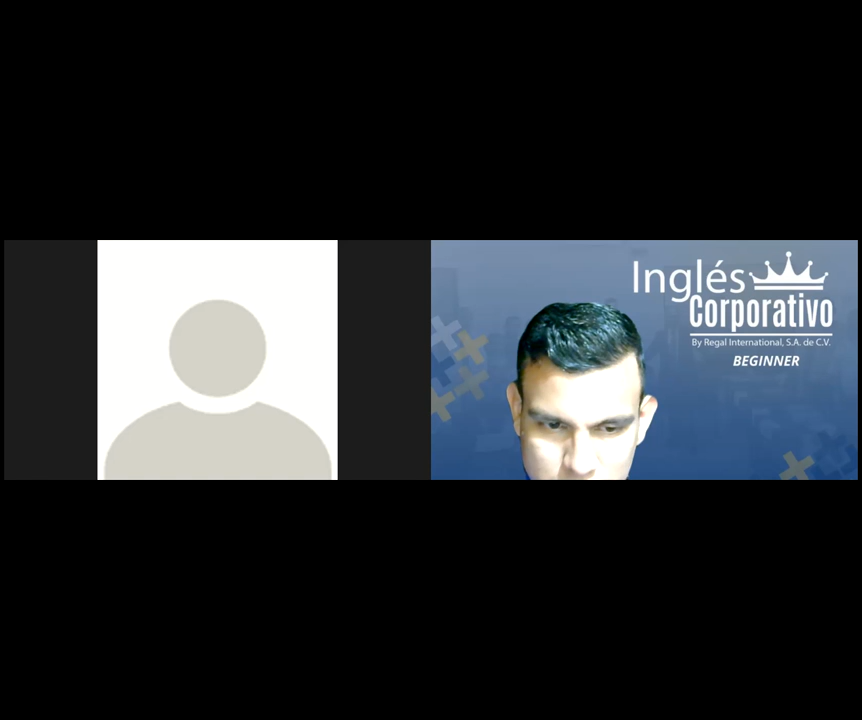 Inglés
Corporativo
By Regal International, S.A. de C.V.
BEGINNER